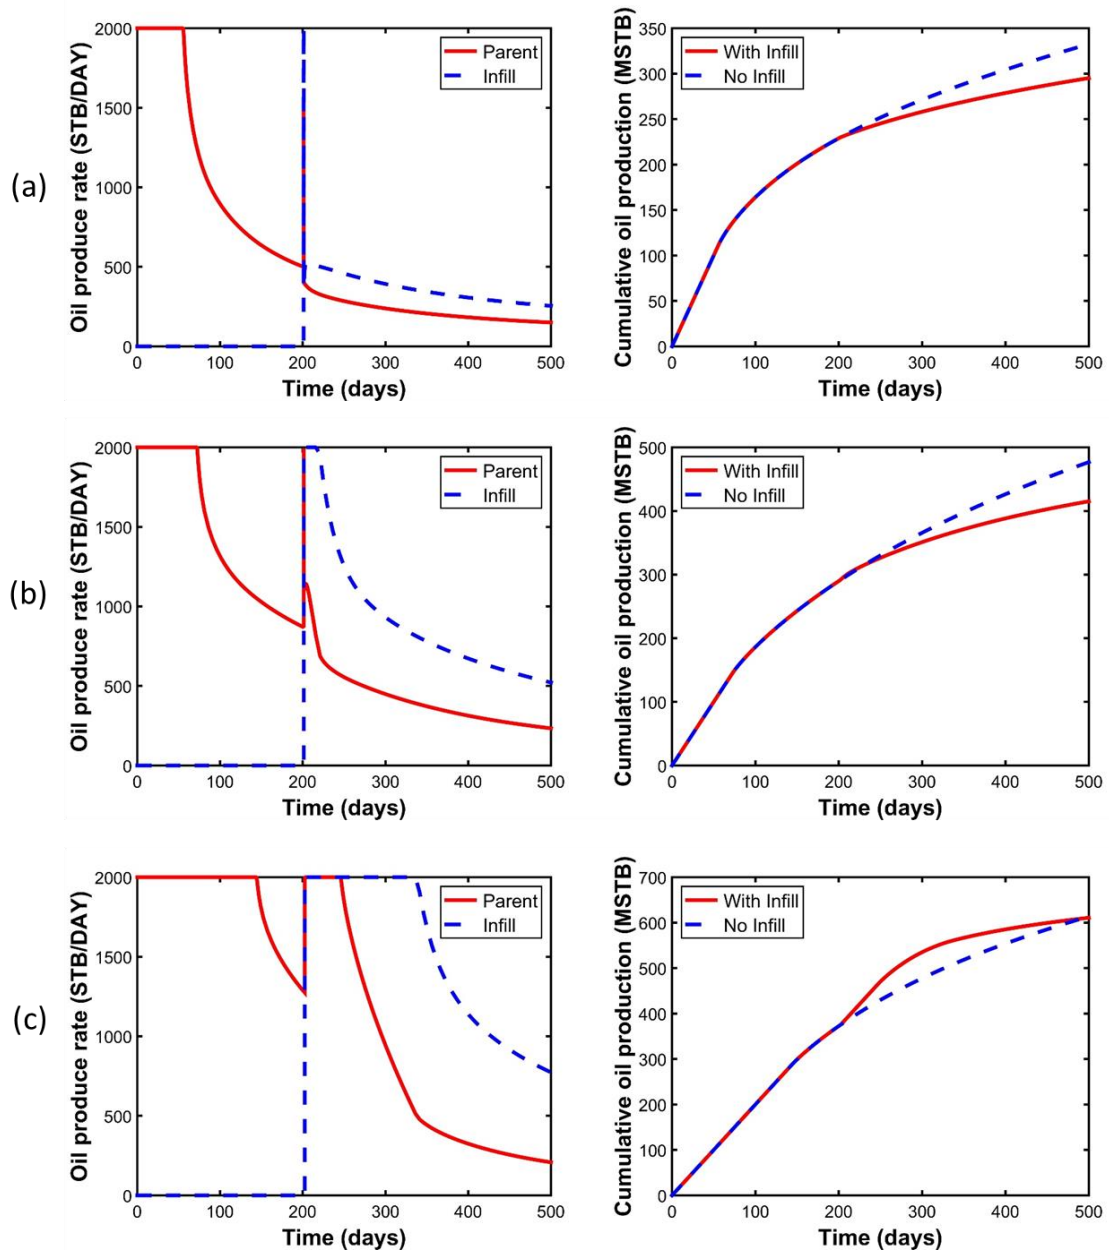 (a)
Oil produce rate (STB/DAY)
2000
1500
1000
500
0
0 100 200 300 400 500
Time (days)
Parent
Infill
Cumulative oil production (MSTB)
350
300
250
200
150
100
50
0
0 100 200 300 400 500
Time (days)
With Infill
No Infill
(b)
Oil produce rate (STB/DAY)
2000
1500
1000
500
0
0 100 200 300 400 500
Time (days)
Parent
Infill
Cumulative oil production (MSTB)
500
400
300
200
100
0
0 100 200 300 400 500
Time (days)
With Infill
No Infill
(c)
Oil produce rate (STB/DAY)
2000
1500
1000
500
0
0 100 200 300 400 500
Time (days)
Parent
Infill
Cumulative oil production (MSTB)
700
600
500
400
300
200
100
0
0 100 200 300 400 500
Time (days)
With Infill
No Infill